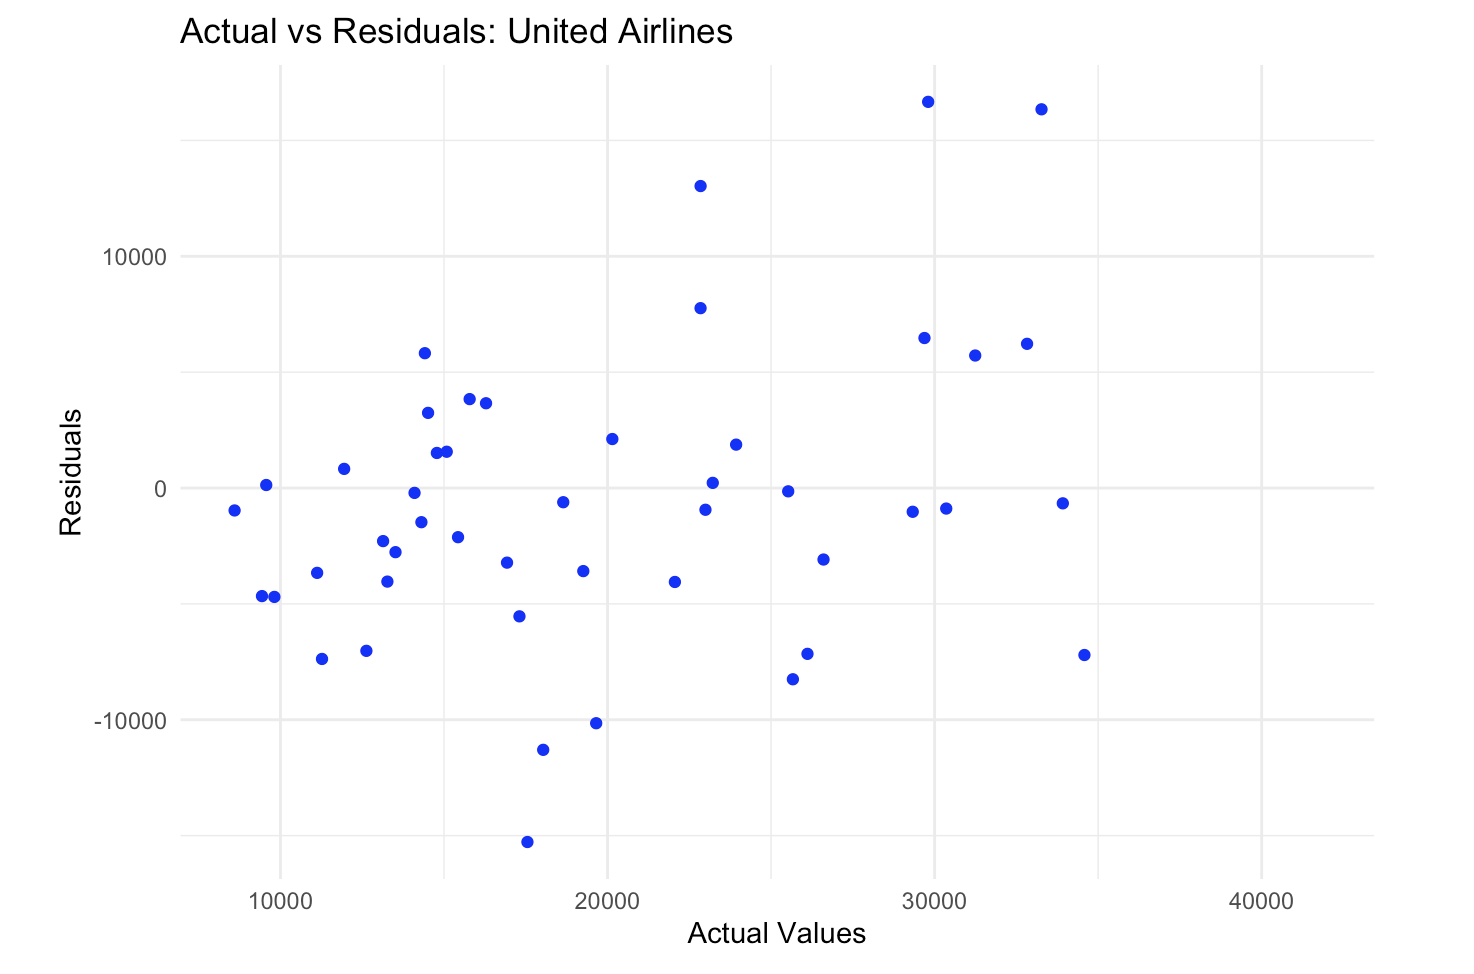 Actual vs Residuals: United Airlines
10000
0
-10000
Residuals
10000 20000 30000 40000
Actual Values